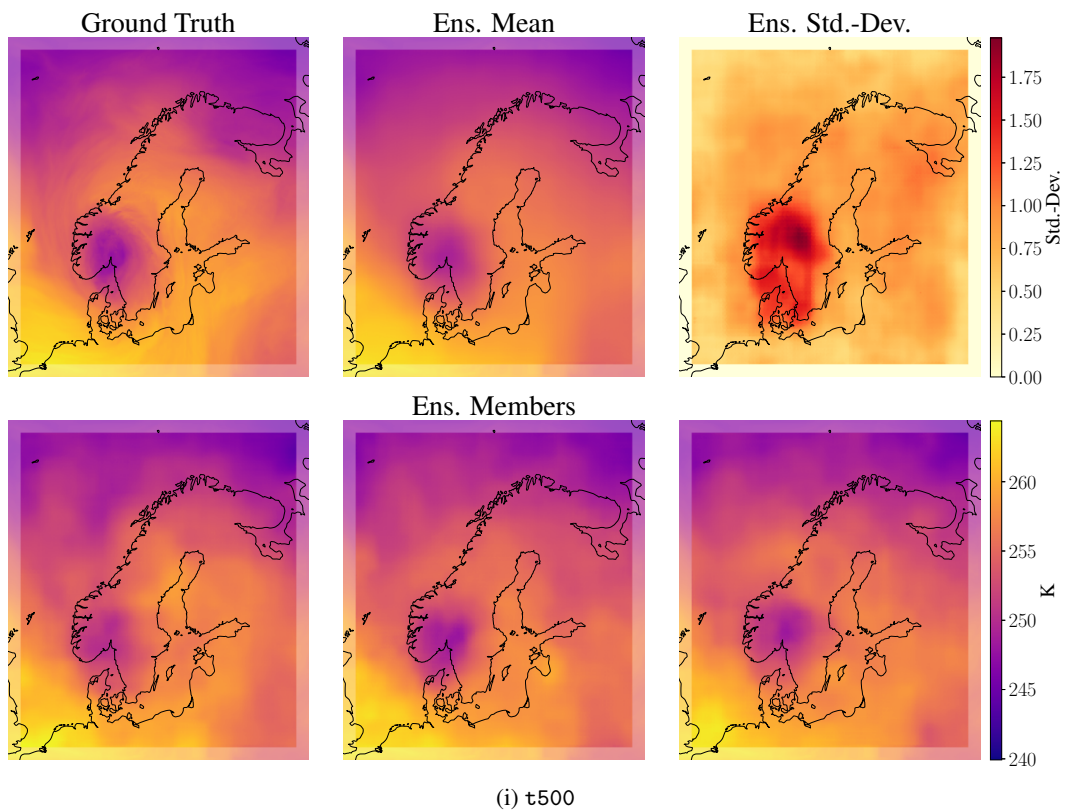 Ground Truth
Ens. Mean
Ens. Std.-Dev.
1.75
1.50
1.25
1.00
0.75
0.50
0.25
0.00
Std.-Dev.
Ens. Members
260
255
250
245
240
K
(i) t500